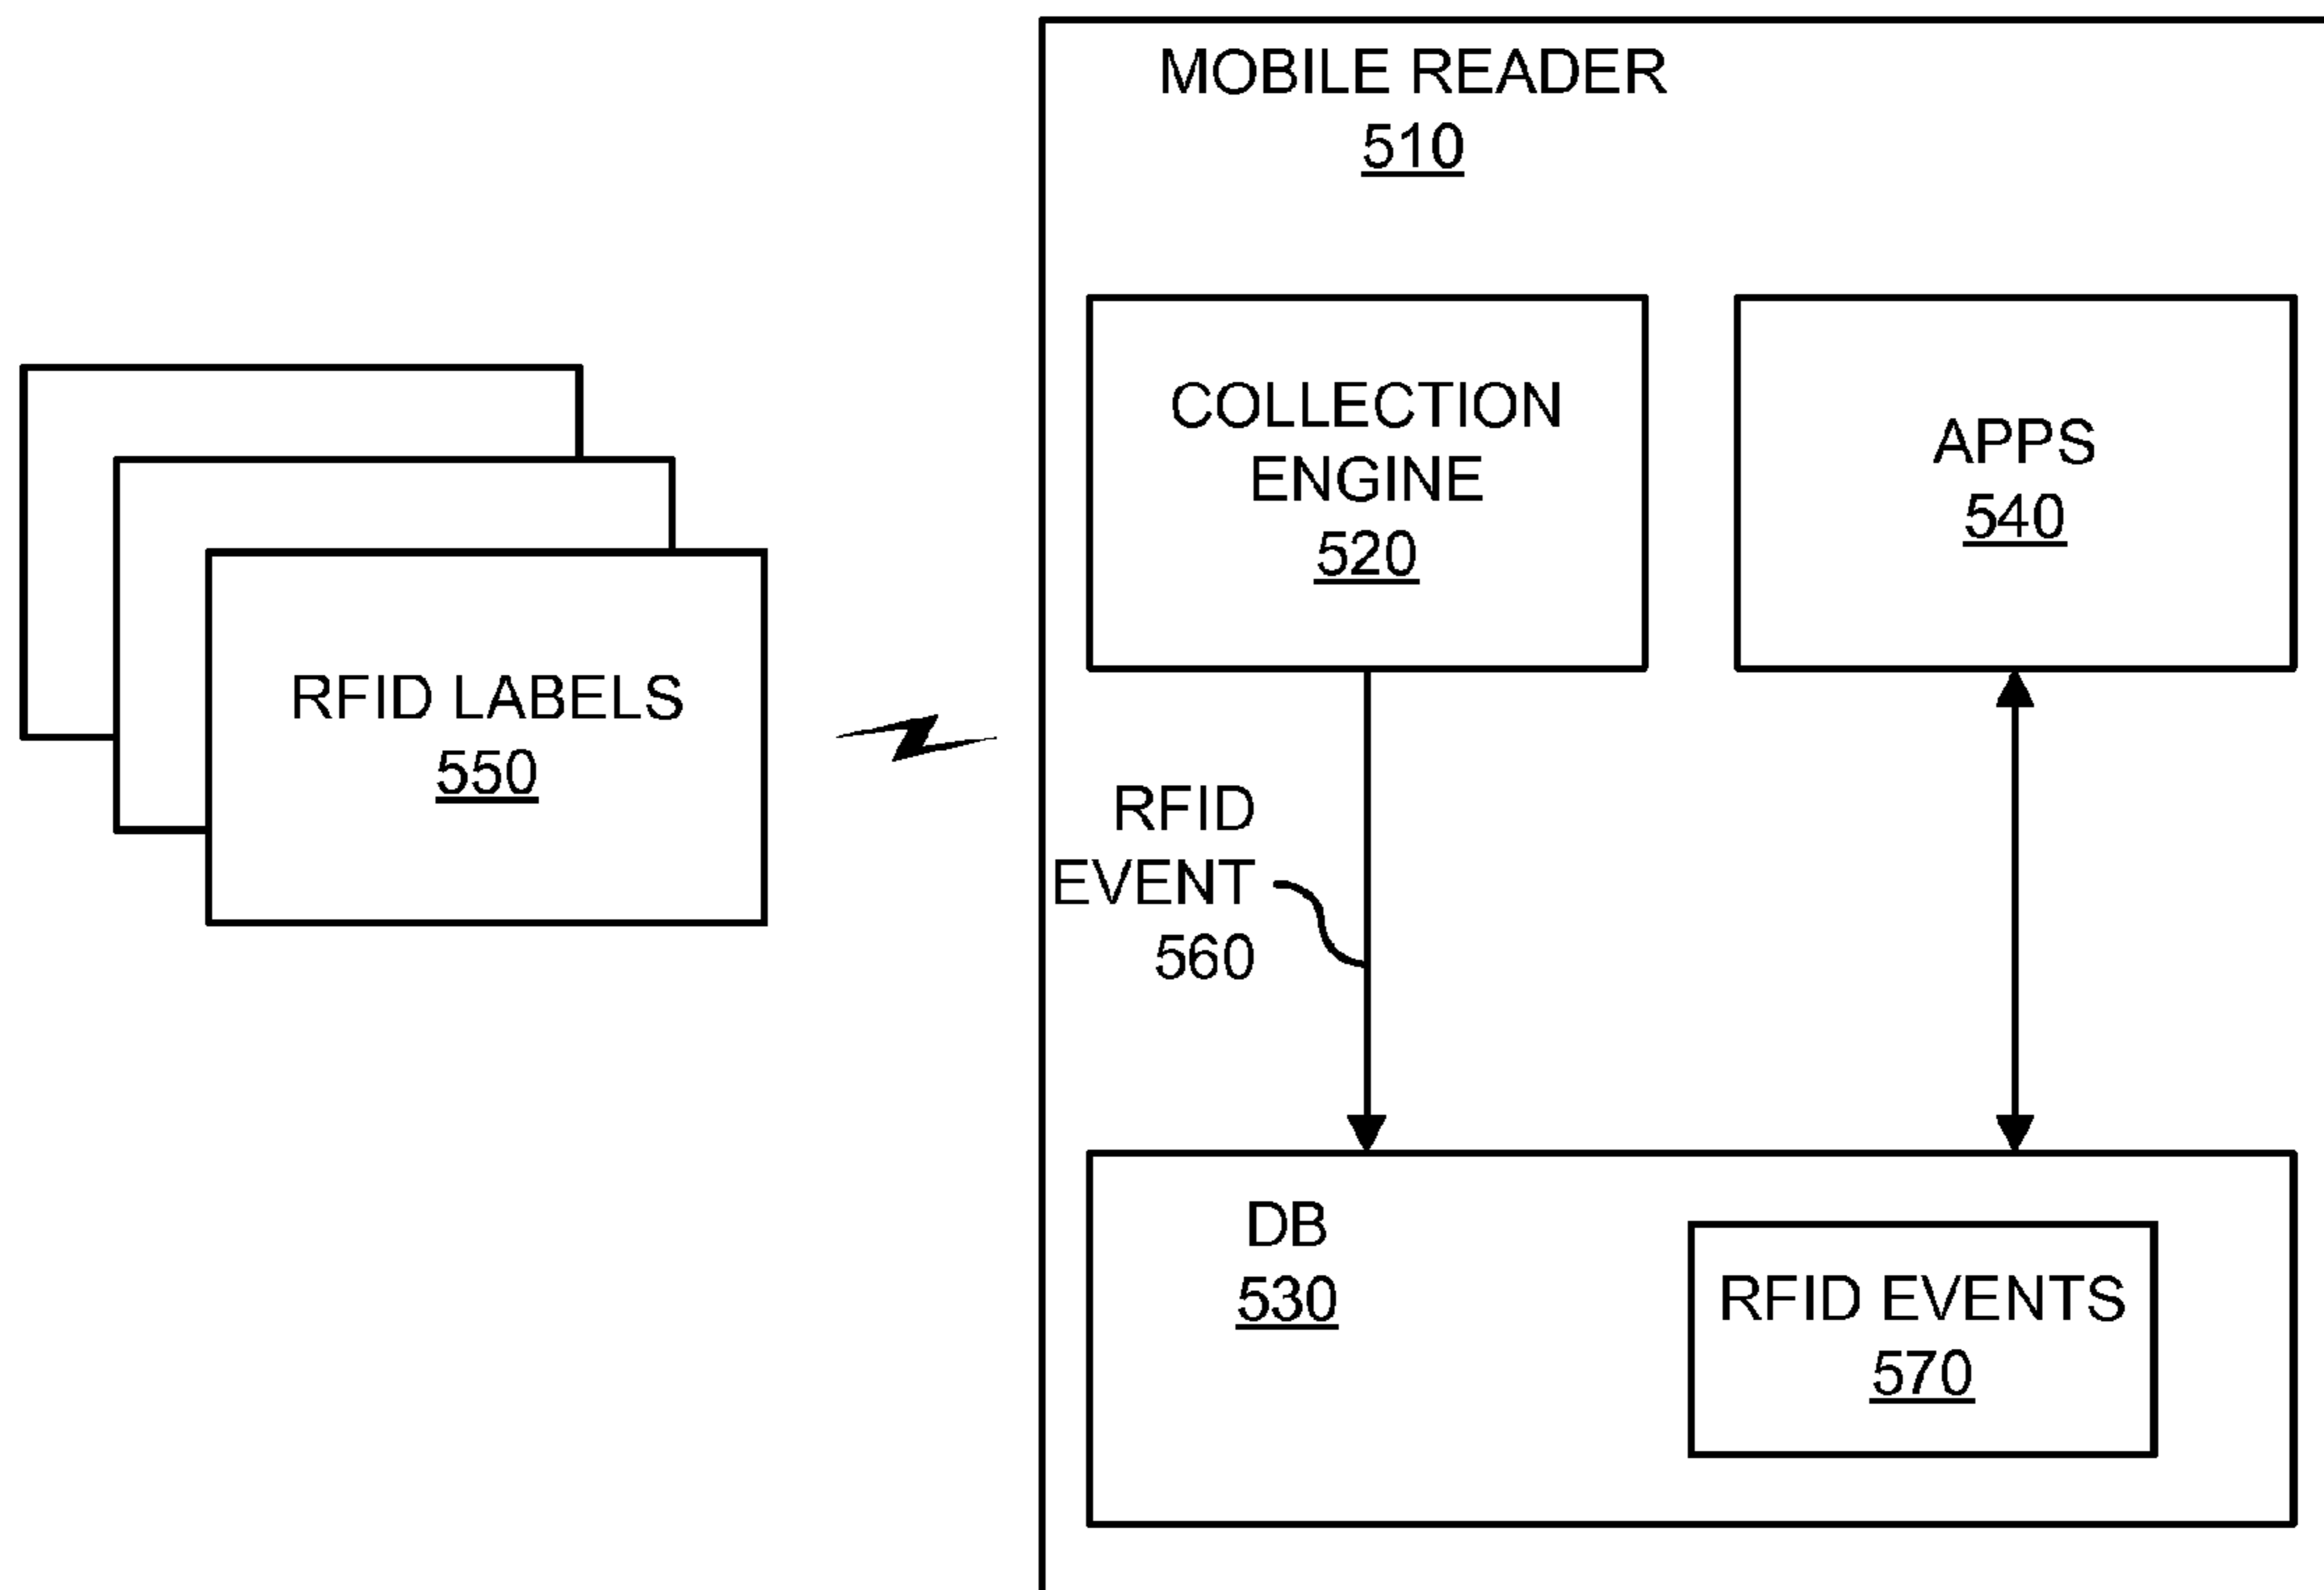 MOBILE READER
510
COLLECTION
ENGINE
520
APPS
540
RFID LABELS
550
RFID
EVENT
560
DB
530
RFID EVENTS
570